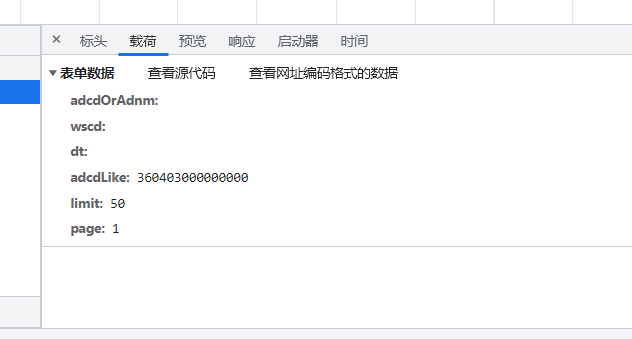 × 标头 载荷 预览 响应 启动器 时间
▼表单数据 查看源代码 查看网址编码格式的数据
adcdOrAdnm:
wscd:
dt:
adcdLike: 360403000000000
limit: 50
page: 1